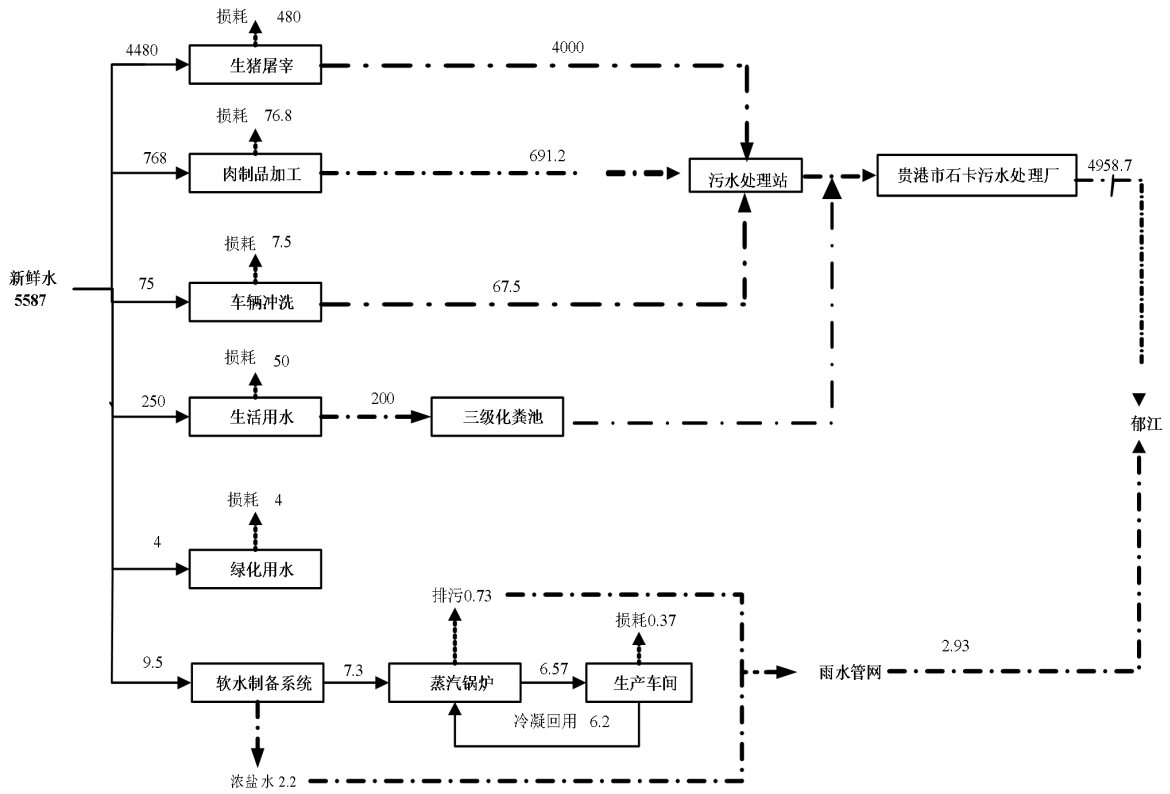 损耗 480
4480
生猪屠宰
4000
损耗 76.8
768
肉制品加工
691.2
污水处理站
贵港市石卡污水处理厂
4958.7
损耗 7.5
新鲜水
5587
75
车辆冲洗
67.5
损耗 50
250
生活用水
200
三级化粪池
郁江
损耗 4
4
绿化用水
排污0.73
损耗0.37
9.5
软水制备系统
7.3
蒸汽锅炉
6.57
生产车间
雨水管网
2.93
冷凝回用 6.2
浓盐水 2.2